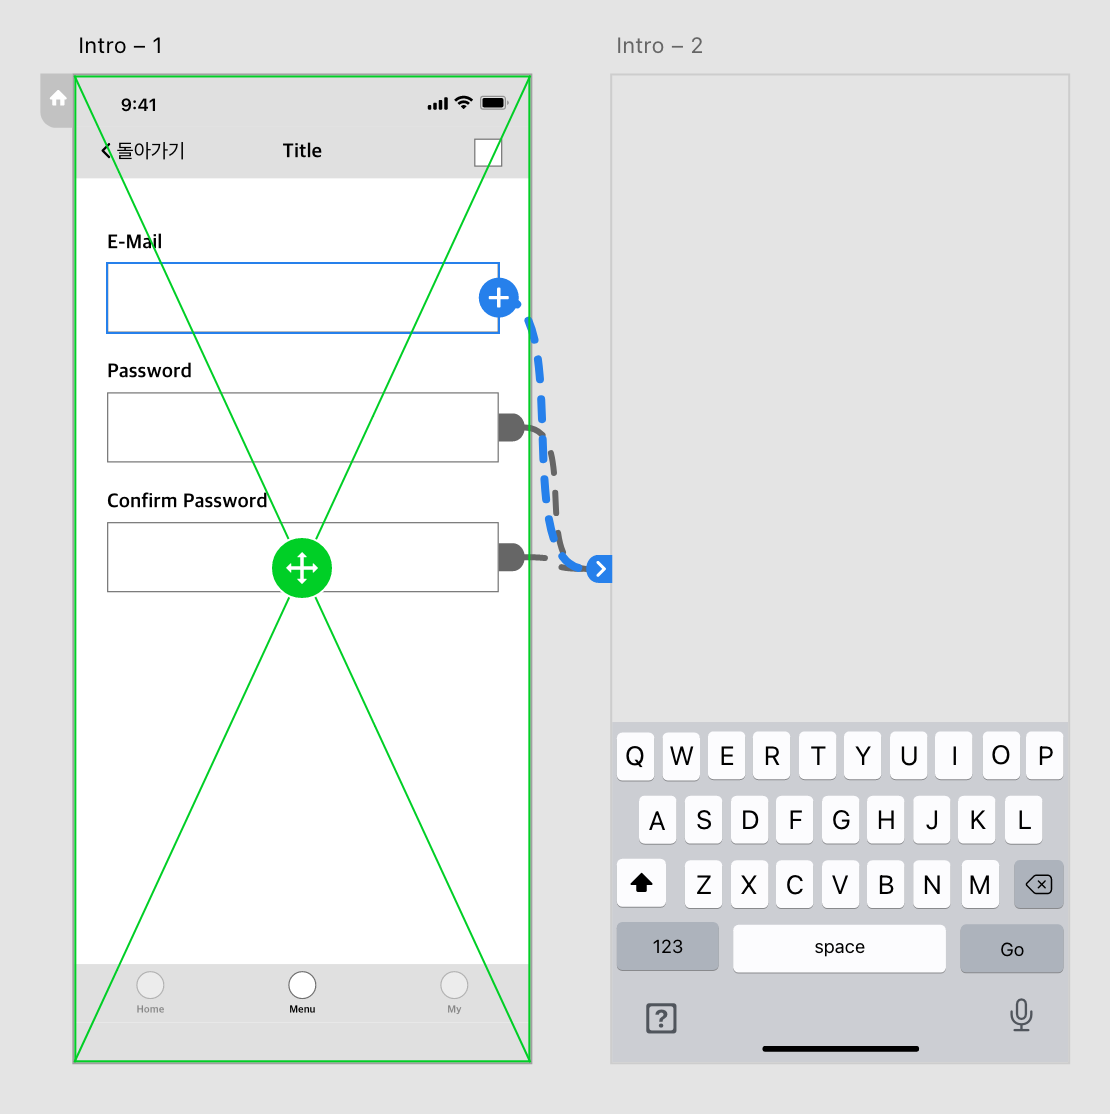 Intro – 1
Intro – 2
9:41
돌아가기
Title
E-Mail
Password
Confirm Password
Home
Menu
My
Q W E R T Y U I O P
A S D F G H J K L
Z X C V B N M
123
space
Go
?